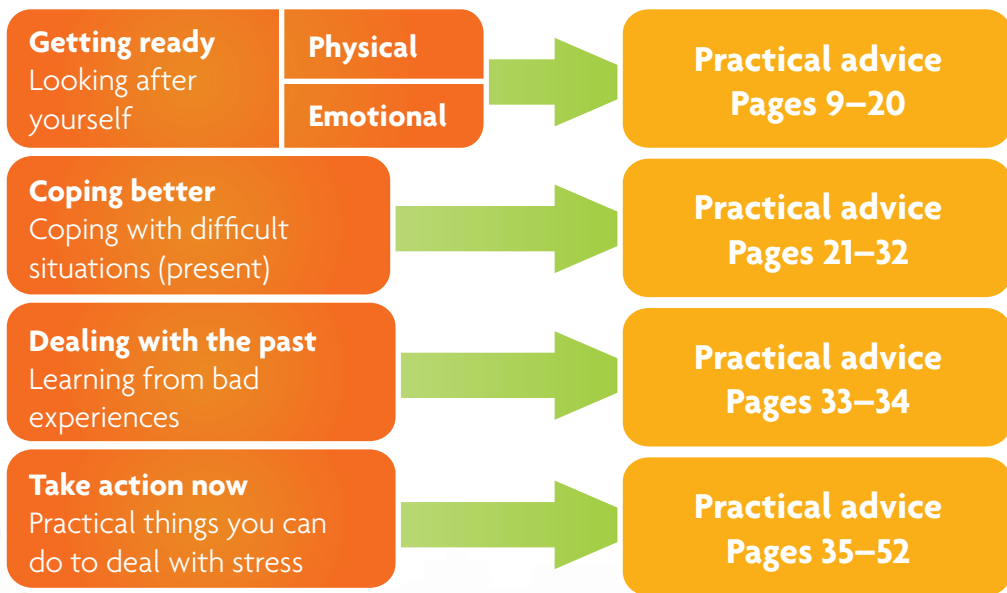 Getting ready
Looking after
yourself
Physical
Emotional
Practical advice
Pages 9–20
Coping better
Coping with difficult
situations (present)
Practical advice
Pages 21–32
Dealing with the past
Learning from bad
experiences
Practical advice
Pages 33–34
Take action now
Practical things you can
do to deal with stress
Practical advice
Pages 35–52